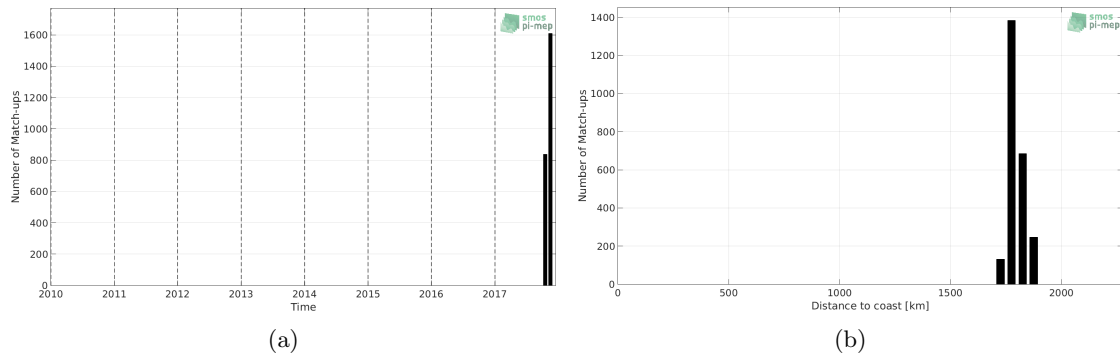 smos
pi-mep
1600
1400
1200
1000
800
600
400
200
0
Number of Match-ups
2010 2011 2012 2013 2014 2015 2016 2017
Time
(a)
smos
pi-mep
1400
1200
1000
800
600
400
200
0
Number of Match-ups
0 500 1000 1500 2000
Distance to coast [km]
(b)